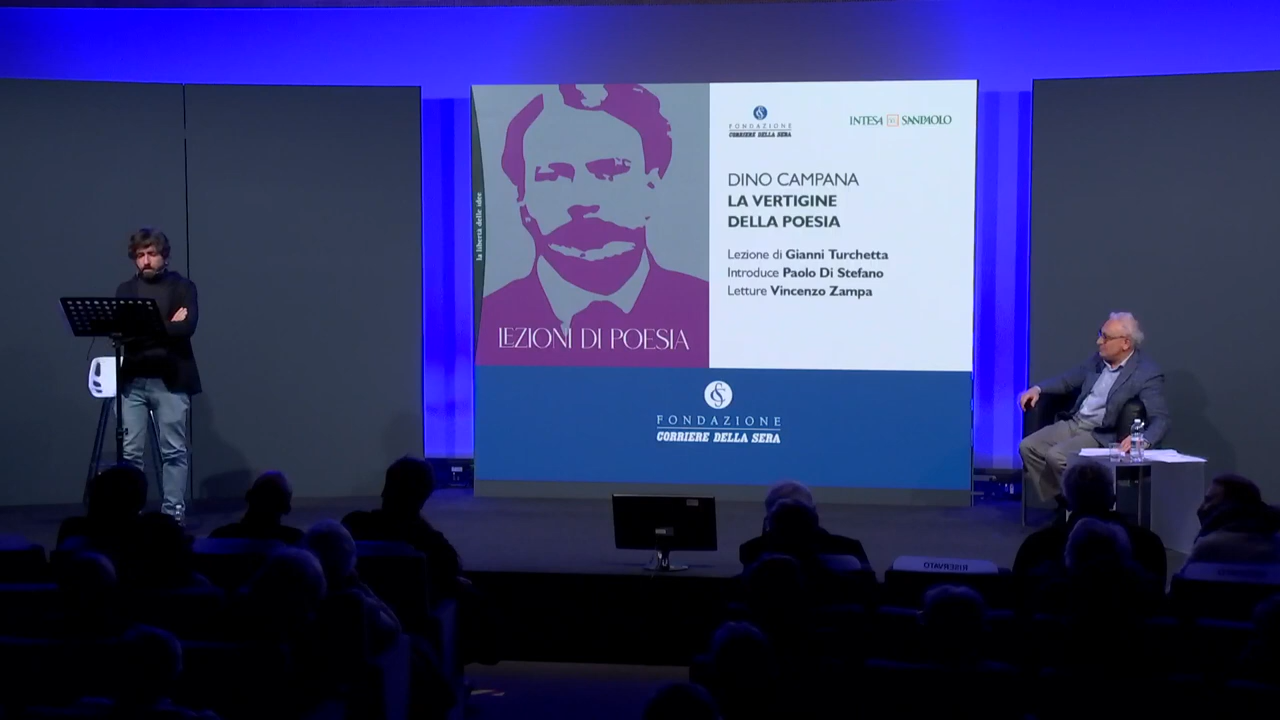 la libertà delle idee
LEZIONI DI POESIA
FONDAZIONE
CORRIERE DELLA SERA
INTESA SANPAOLO
DINO CAMPANA
LA VERTIGINE
DELLA POESIA
Lezione di Gianni Turchetta
Introduce Paolo Di Stefano
Letture Vincenzo Zampa
FONDAZIONE
CORRIERE DELLA SERA
RISERVATO